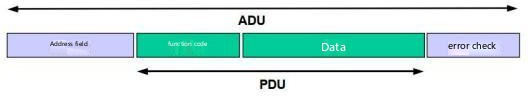 ADU
Address field
function code
Data
error check
PDU